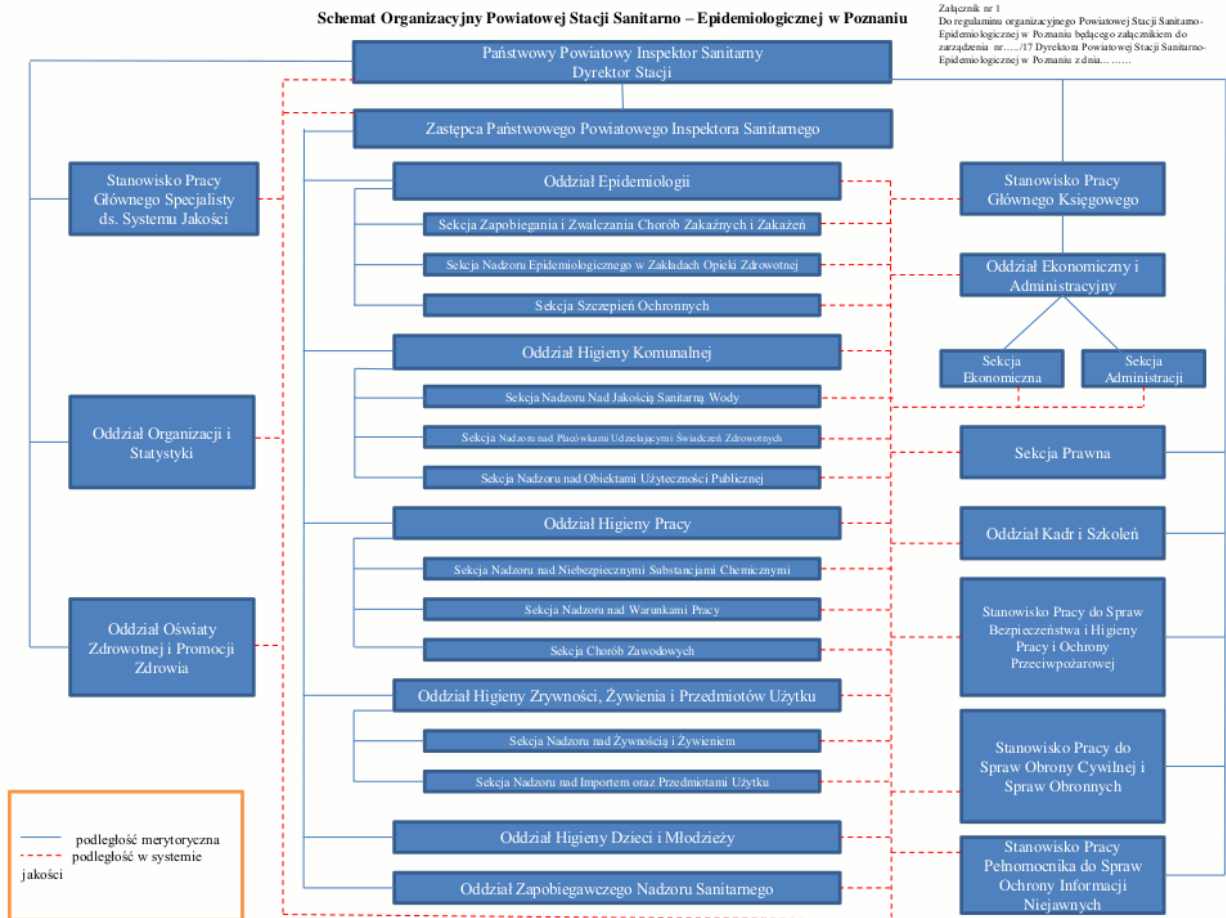 Schemat Organizacyjny Powiatowej Stacji Sanitarno – Epidemiologicznej w Poznaniu
Załącznik nr 1
Do regulaminu organizacyjnego Powiatowej Stacji Sanitarno-
Epidemiologicznej w Poznaniu będącego załącznikiem do
zarządzenia nr…../17 Dyrektora Powiatowej Stacji Sanitarno-
Epidemiologicznej w Poznaniu z dnia………
Państwowy Powiatowy Inspektor Sanitarny
Dyrektor Stacji
Zastępca Państwowego Powiatowego Inspektora Sanitarnego
Stanowisko Pracy
Głównego Specjalisty
ds. Systemu Jakości
Oddział Organizacji i
Statystyki
Oddział Oświaty
Zdrowotnej i Promocji
Zdrowia
Oddział Epidemiologii
Sekcja Zapobiegania i Zwalczania Chorób Zakaźnych i Zakażeń
Sekcja Nadzoru Epidemiologicznego w Zakładach Opieki Zdrowotnej
Sekcja Szczepień Ochronnych
Oddział Higieny Komunalnej
Sekcja Nadzoru Nad Jakością Sanitarną Wody
Sekcja Nadzoru nad Placówkami Udzielającymi Świadczeń Zdrowotnych
Sekcja Nadzoru nad Obiektami Użyteczności Publicznej
Oddział Higieny Pracy
Sekcja Nadzoru nad Niebezpiecznymi Substancjami Chemicznymi
Sekcja Nadzoru nad Warunkami Pracy
Sekcja Chorób Zawodowych
Oddział Higieny Zrywności, Żywienia i Przedmiotów Użytku
Sekcja Nadzoru nad Żywnością i Żywieniem
Sekcja Nadzoru nad Importem oraz Przedmiotami Użytku
Oddział Higieny Dzieci i Młodzieży
Oddział Zapobiegawczego Nadzoru Sanitarnego
Stanowisko Pracy
Głównego Księgowego
Oddział Ekonomiczny i
Administracyjny
Sekcja
Ekonomiczna
Sekcja
Administracji
Sekcja Prawna
Oddział Kadr i Szkoleń
Stanowisko Pracy do Spraw
Bezpieczeństwa i Higieny
Pracy i Ochrony
Przeciwpożarowej
Stanowisko Pracy do
Spraw Obrony Cywilnej i
Spraw Obronnych
Stanowisko Pracy
Pełnomocnika do Spraw
Ochrony Informacji
Niejawnych
podległość merytoryczna
podległość w systemie
jakości